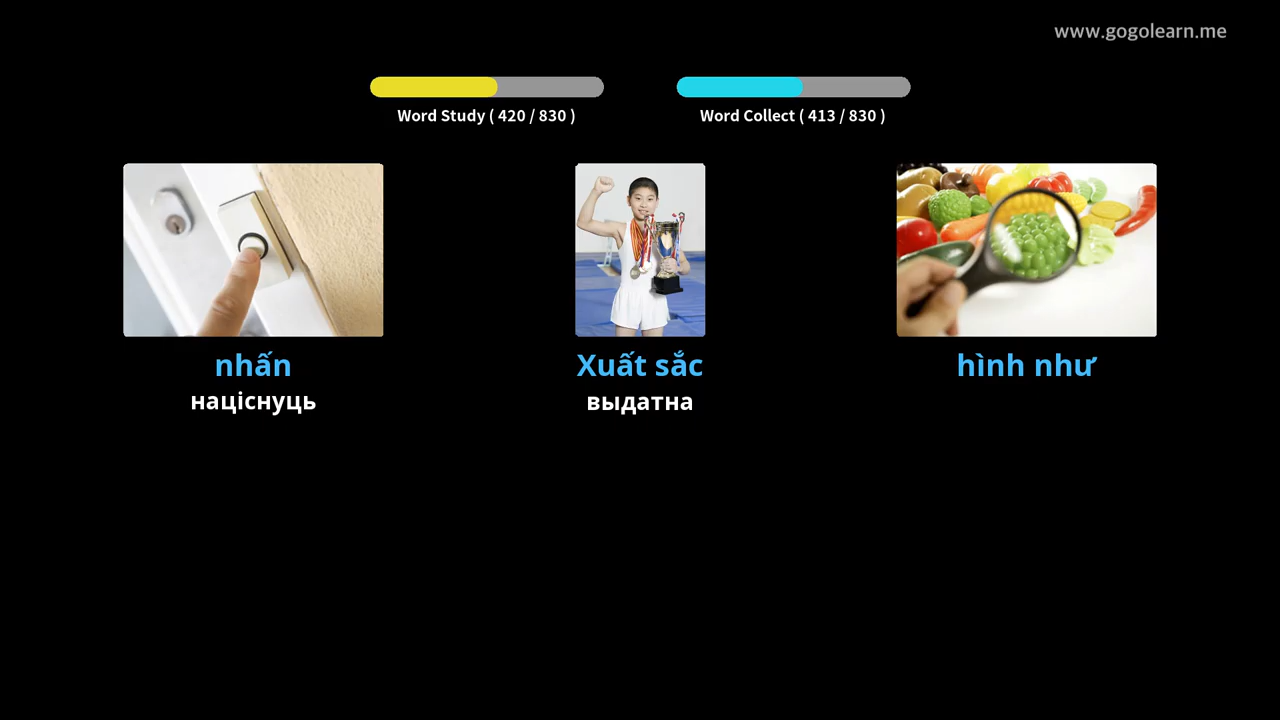 www.gogolearn.me
Word Study ( 420 / 830 )
Word Collect ( 413 / 830 )
nhấn
Xuất sắc
hình như
націснуць
выдатна